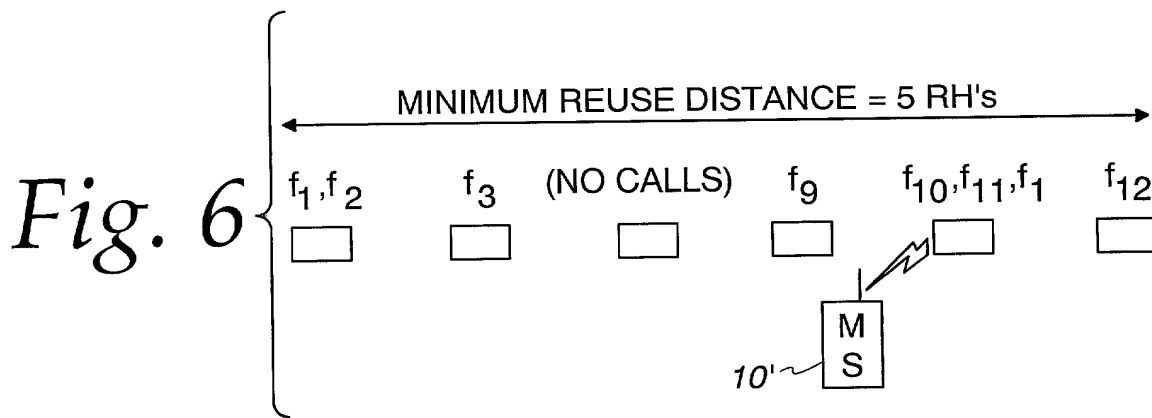 Fig. 6
MINIMUM REUSE DISTANCE = 5 RH's
f1,f2 f3 (NO CALLS) f9 f10,f11,f1 f12
M
S
10'